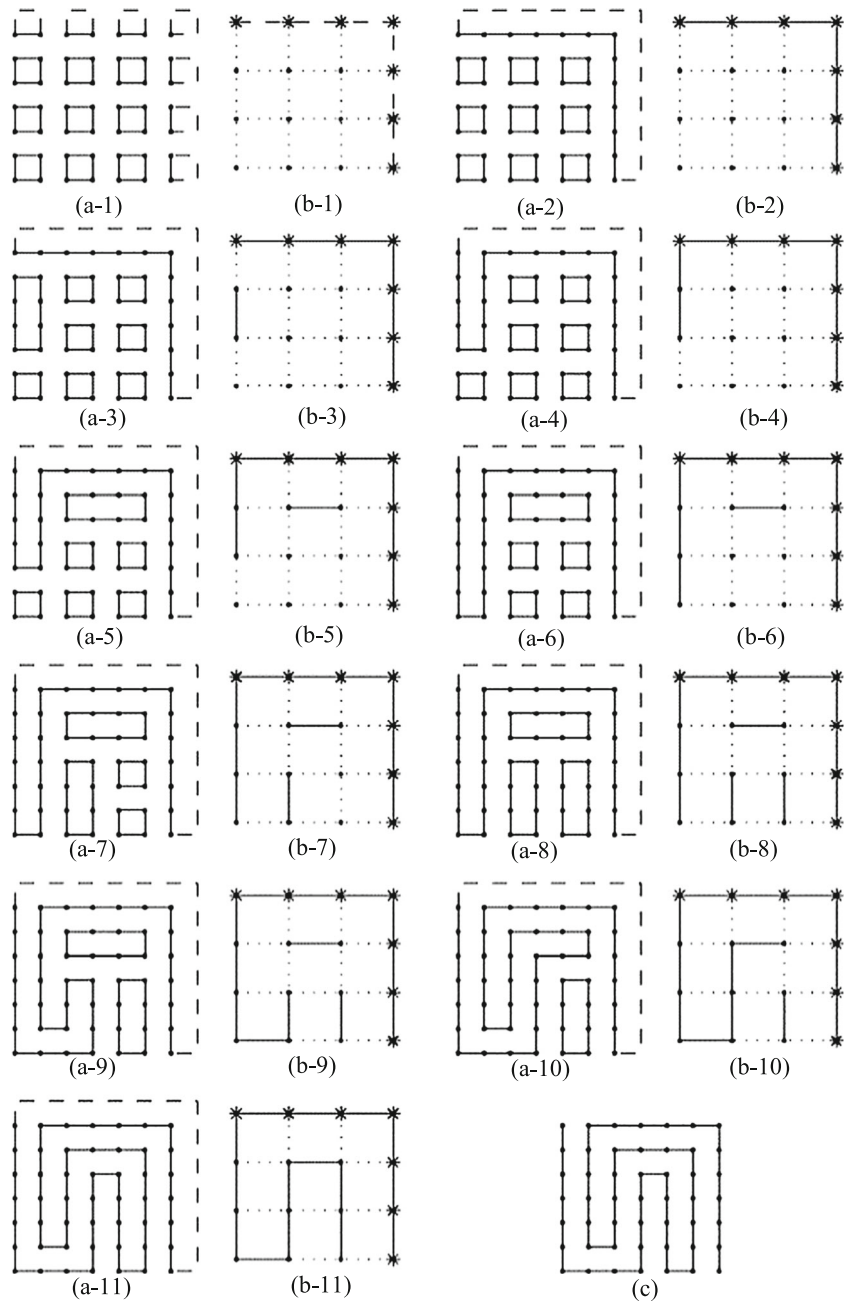 (a-1) (b-1) (a-2) (b-2)
(a-3) (b-3) (a-4) (b-4)
(a-5) (b-5) (a-6) (b-6)
(a-7) (b-7) (a-8) (b-8)
(a-9) (b-9) (a-10) (b-10)
(a-11) (b-11) (c)